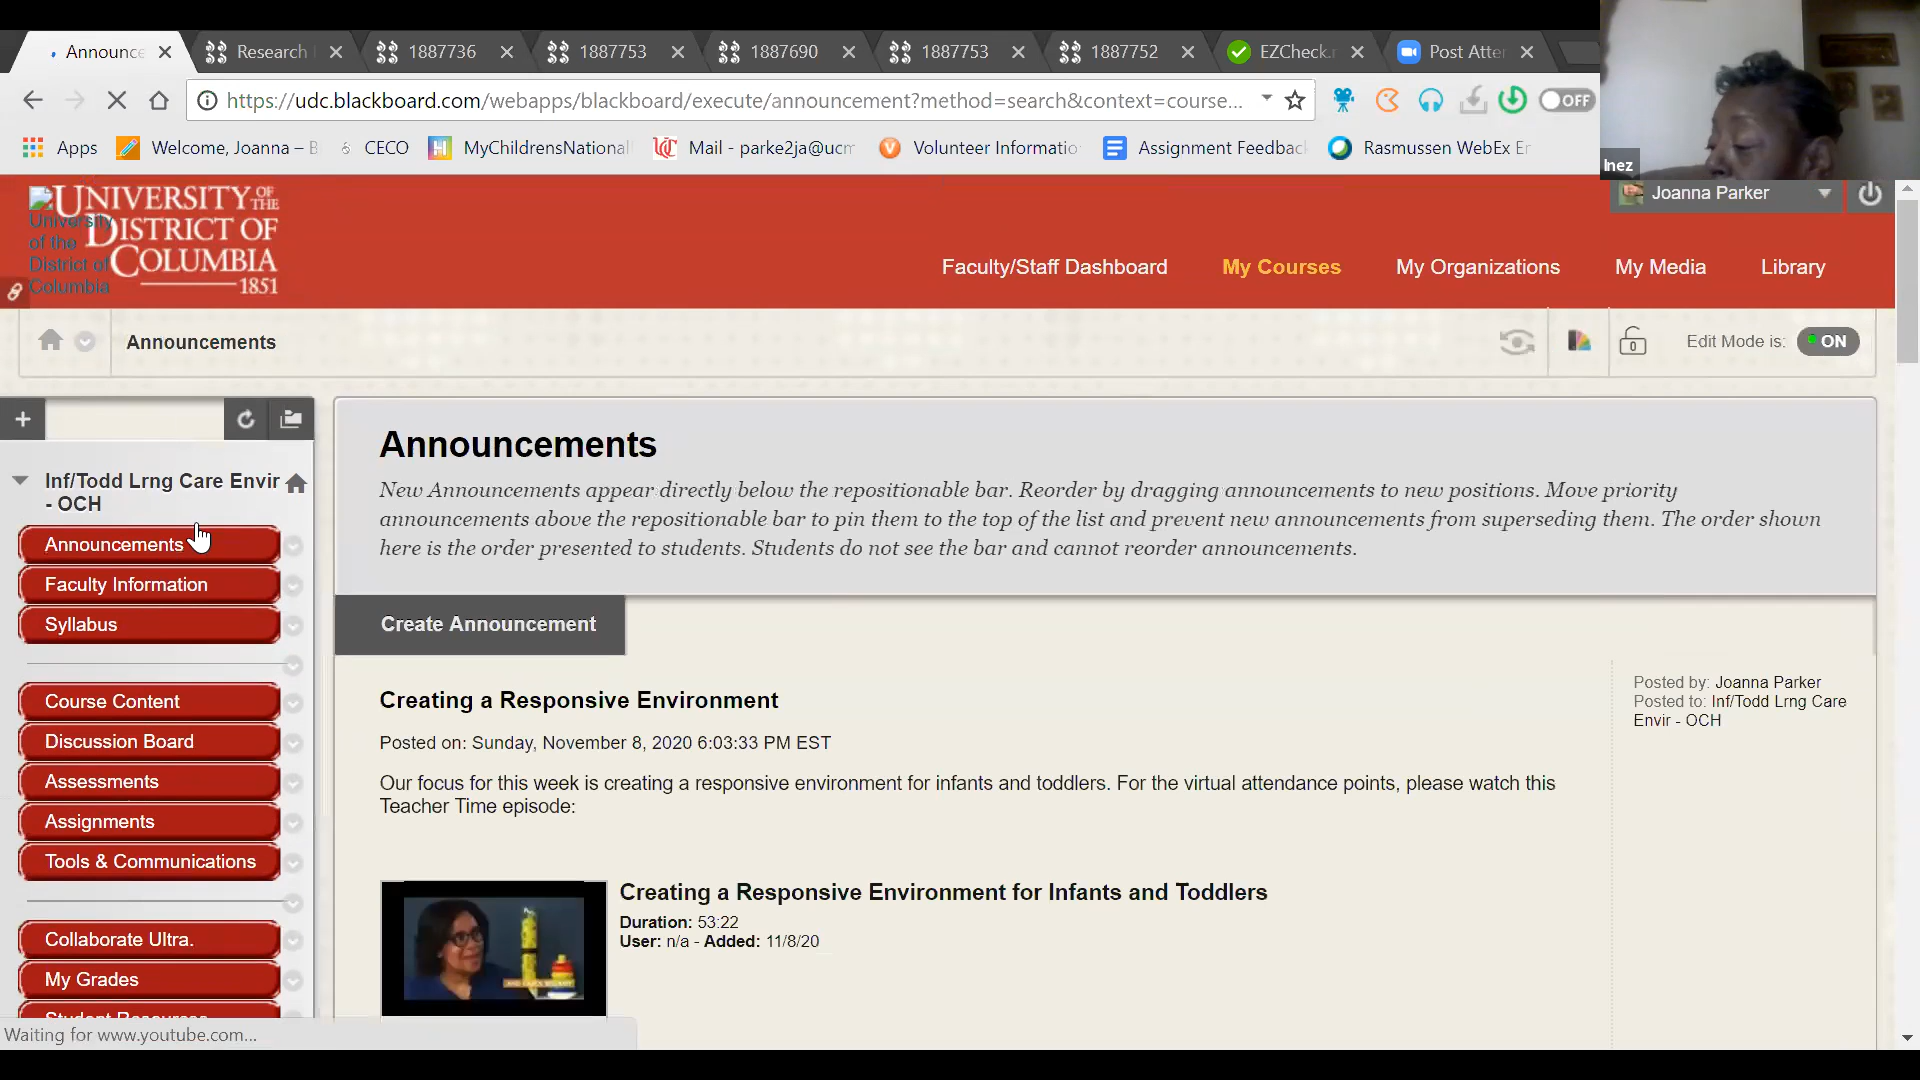 Announce
Research
1887736
1887753
1887690
1887753
1887752
EZCheck.
Post Atte
https://udc.blackboard.com/webapps/blackboard/execute/announcement?method=search&context=course...
OFF
Apps
Welcome, Joanna – B
CECO
MyChildrensNational
Mail - parke2ja@ucm
Volunteer Informatio
Assignment Feedbac
Rasmussen WebEx En
Inez
UNIVERSITY OF THE
DISTRICT OF
COLUMBIA
1851
University
of the
District of
Columbia
Joanna Parker
Faculty/Staff Dashboard
My Courses
My Organizations
My Media
Library
Announcements
Edit Mode is:
ON
Inf/Todd Lrng Care Envir
- OCH
Announcements
Faculty Information
Syllabus
Course Content
Discussion Board
Assessments
Assignments
Tools & Communications
Collaborate Ultra.
My Grades
Student Resources
Announcements
New Announcements appear directly below the repositionable bar. Reorder by dragging announcements to new positions. Move priority
announcements above the repositionable bar to pin them to the top of the list and prevent new announcements from superseding them. The order shown
here is the order presented to students. Students do not see the bar and cannot reorder announcements.
Create Announcement
Creating a Responsive Environment
Posted on: Sunday, November 8, 2020 6:03:33 PM EST
Our focus for this week is creating a responsive environment for infants and toddlers. For the virtual attendance points, please watch this
Teacher Time episode:
Posted by: Joanna Parker
Posted to: Inf/Todd Lrng Care
Envir - OCH
Creating a Responsive Environment for Infants and Toddlers
Duration: 53:22
User: n/a - Added: 11/8/20
Waiting for www.youtube.com...